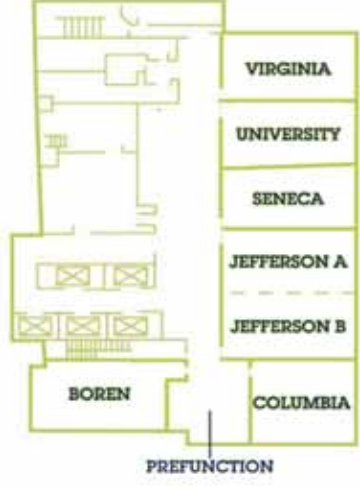 VIRGINIA
UNIVERSITY
SENECA
JEFFERSON A
JEFFERSON B
BOREN
COLUMBIA
PREFUNCTION